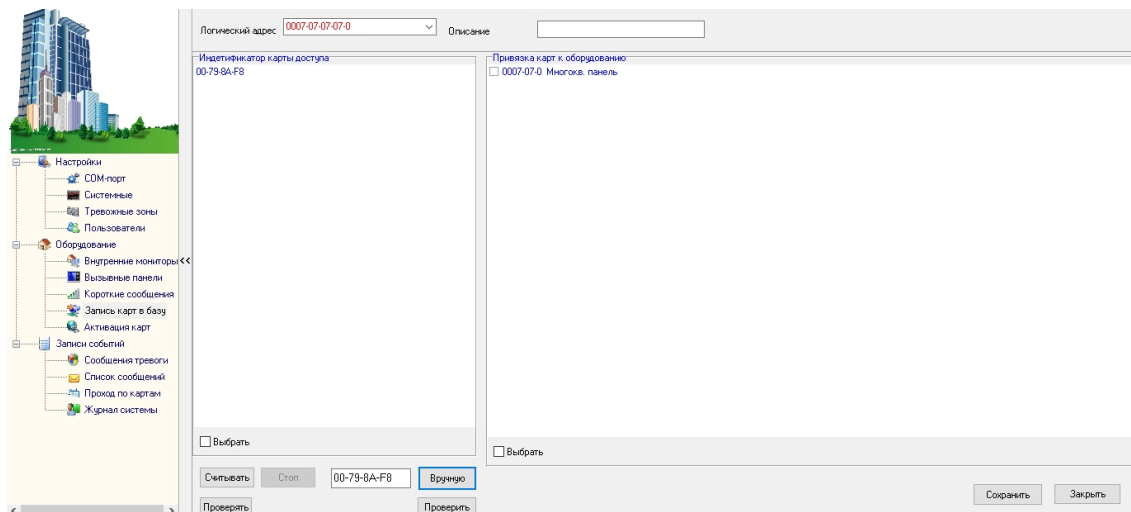 Логический адрес 0007-07-07-07-0 Описание
Индетификатор карты доступа
00-79-8A-F8
Привязка карт к оборудованию
0007-07-0 Многокв. панель
Настройки
COM-порт
Системные
Тревожные зоны
Пользователи
Оборудование
Внутренние мониторы
<<
Вызывные панели
Короткие сообщения
Запись карт в базу
Активация карт
Записи событий
Сообщения тревоги
Список сообщений
Проход по картам
Журнал системы
Выбрать
Выбрать
Считывать Стоп 00-79-8A-F8 Вручную
Проверять Проверить
Сохранить Закрыть